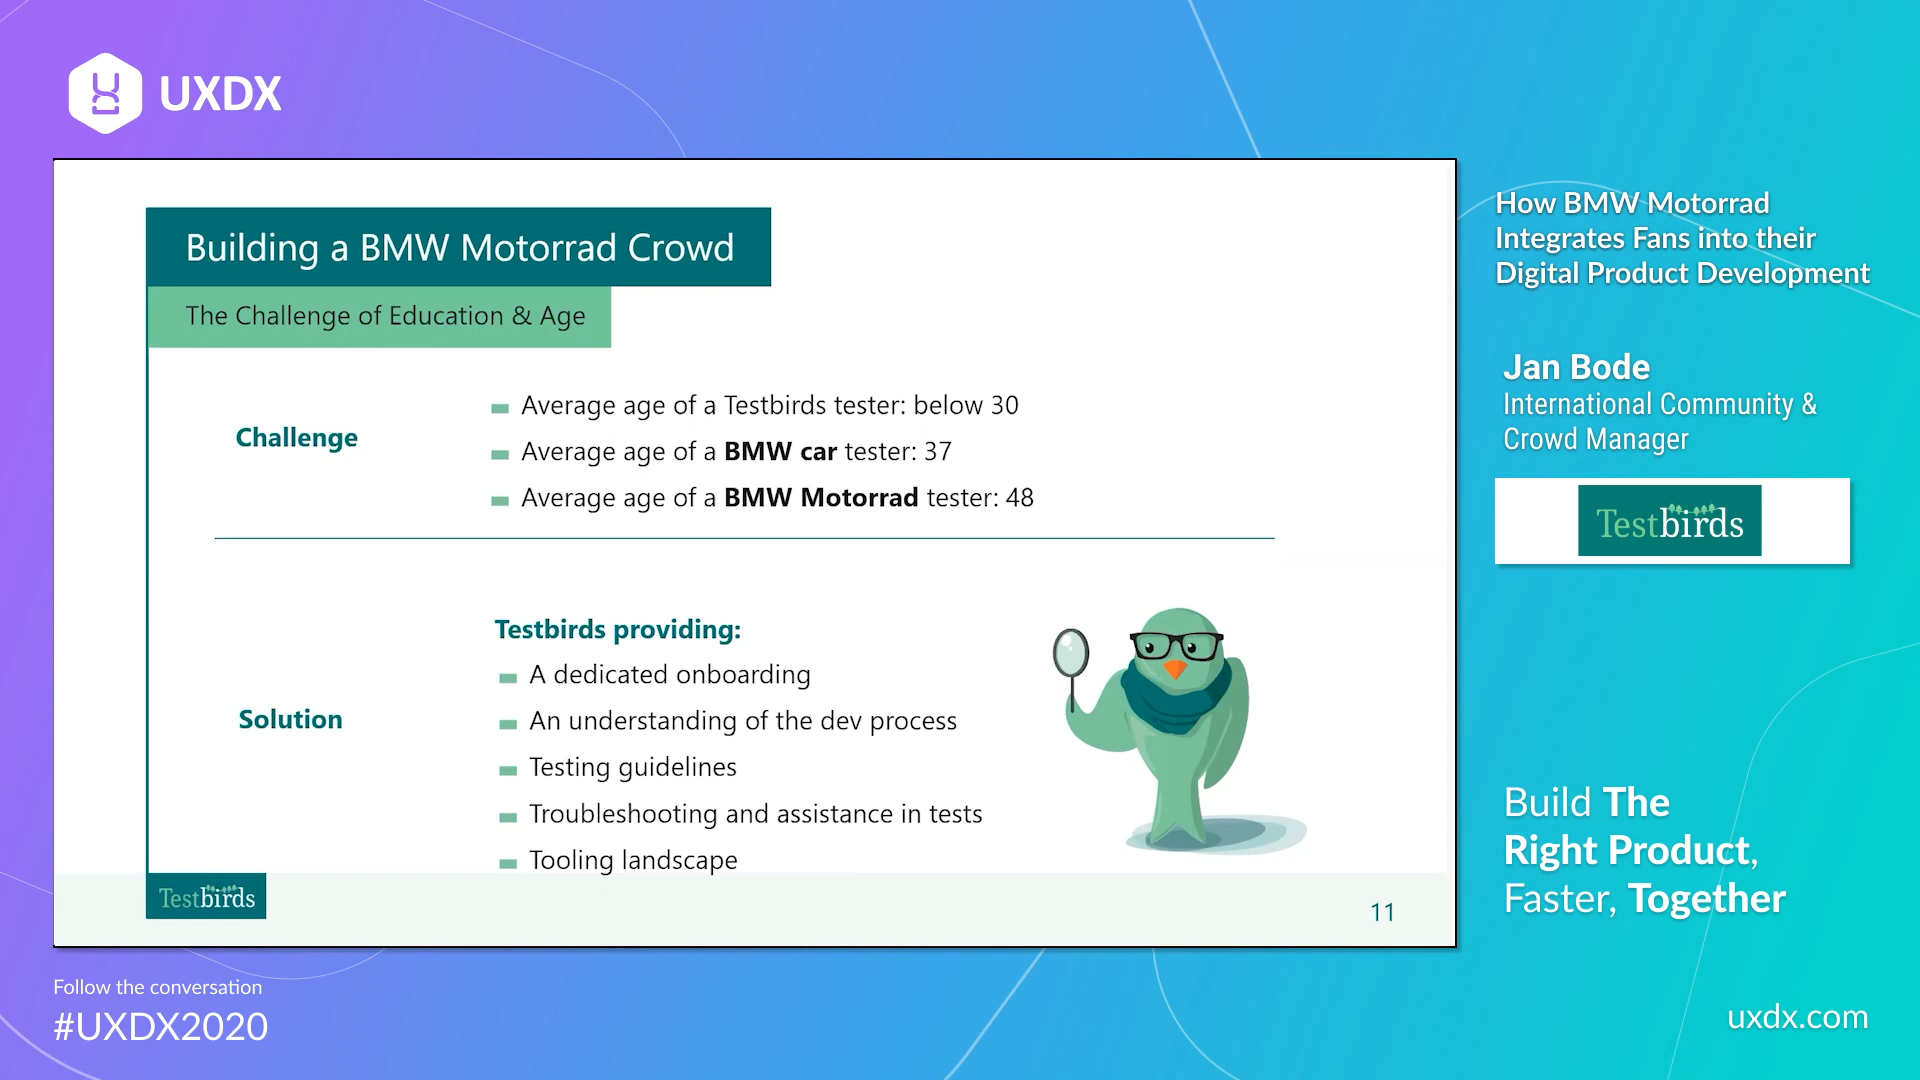 UXDX
Building a BMW Motorrad Crowd
The Challenge of Education & Age
Challenge
Average age of a Testbirds tester: below 30
Average age of a BMW car tester: 37
Average age of a BMW Motorrad tester: 48
Solution
Testbirds providing:
A dedicated onboarding
An understanding of the dev process
Testing guidelines
Troubleshooting and assistance in tests
Tooling landscape
Testbirds
11
How BMW Motorrad
Integrates Fans into their
Digital Product Development
Jan Bode
International Community &
Crowd Manager
Testbirds
Build The
Right Product,
Faster, Together
Follow the conversation
#UXDX2020
uxdx.com